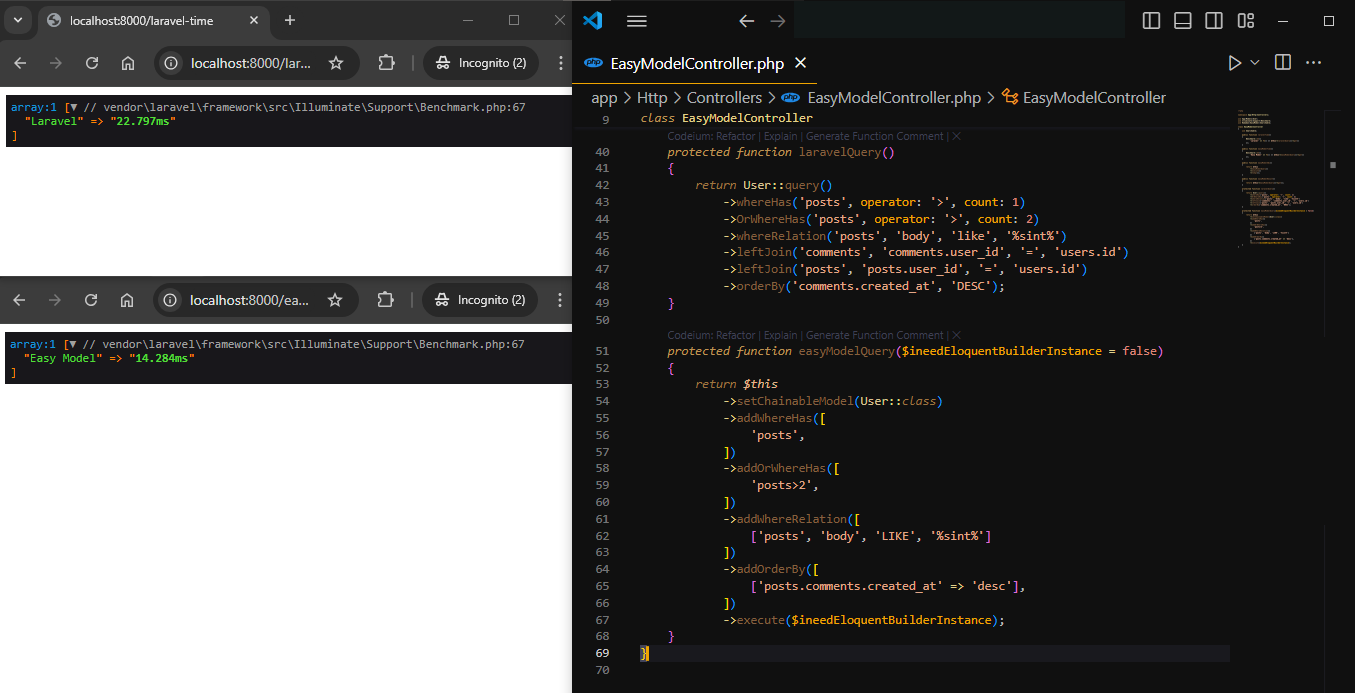 localhost:8000/laravel-time
localhost:8000/lar...
Incognito (2)
array:1 [▼ // vendor\laravel\framework\src\Illuminate\Support\Benchmark.php:67
"Laravel" => "22.797ms"
]
localhost:8000/ea...
Incognito (2)
array:1 [▼ // vendor\laravel\framework\src\Illuminate\Support\Benchmark.php:67
"Easy Model" => "14.284ms"
]
php EasyModelController.php
app > Http > Controllers > php EasyModelController.php > EasyModelController
9 class EasyModelController
Codeium: Refactor | Explain | Generate Function Comment | X
40 protected function laravelQuery()
41 {
42 return User::query()
43 ->whereHas('posts', operator: '>', count: 1)
44 ->OrWhereHas('posts', operator: '>', count: 2)
45 ->whereRelation('posts', 'body', 'like', '%sint%')
46 ->leftJoin('comments', 'comments.user_id', '=', 'users.id')
47 ->leftJoin('posts', 'posts.user_id', '=', 'users.id')
48 ->orderBy('comments.created_at', 'DESC');
49 }
50
Codeium: Refactor | Explain | Generate Function Comment | X
51 protected function easyModelQuery($ineedEloquentBuilderInstance = false)
52 {
53 return $this
54 ->setChainableModel(User::class)
55 ->addWhereHas([
56 'posts',
57 ])
58 ->addOrWhereHas([
59 'posts>2',
60 ])
61 ->addWhereRelation([
62 ['posts', 'body', 'LIKE', '%sint%']
63 ])
64 ->addOrderBy([
65 ['posts.comments.created_at' => 'desc'],
66 ])
67 ->execute($ineedEloquentBuilderInstance);
68 }
69 }
70